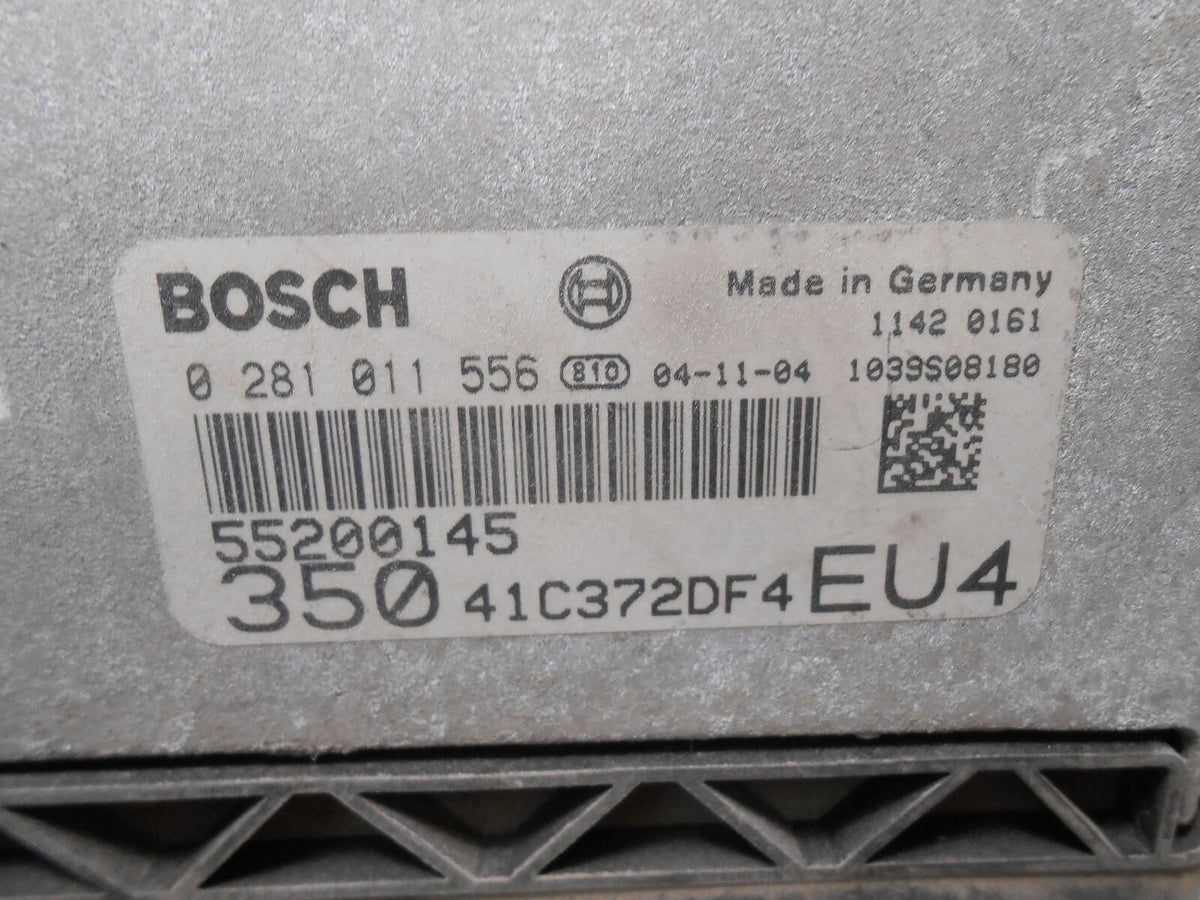 BOSCH Made in Germany
1142 0161
0 281 011 556 810 04-11-04 1039S08180
55200145
350 41C372DF4 EU4